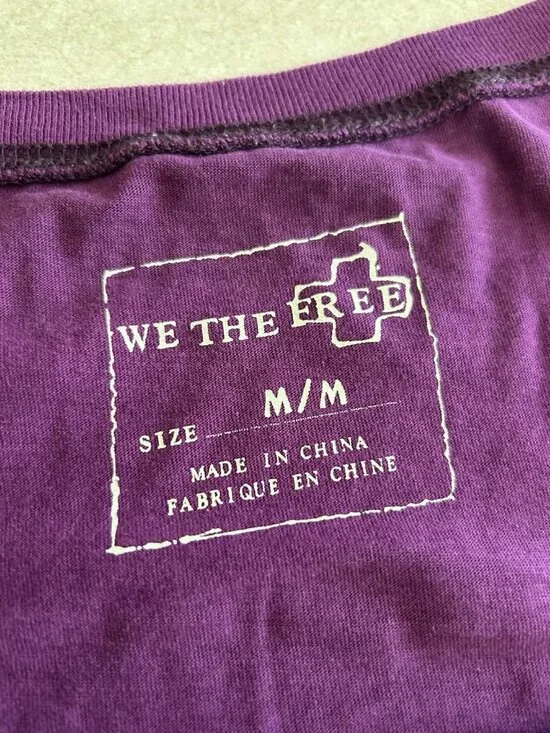 WE THE FREE
SIZE M/M
MADE IN CHINA
FABRIQUE EN CHINE